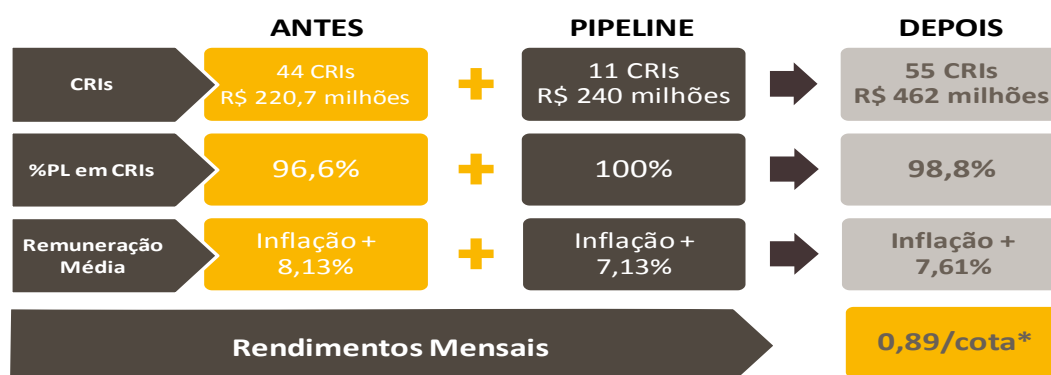 ANTES PIPELINE DEPOIS
CRIs
44 CRIs
R$ 220,7 milhões
11 CRIs
R$ 240 milhões
55 CRIs
R$ 462 milhões
%PL em CRIs
96,6%
100%
98,8%
Remuneração
Média
Inflação +
8,13%
Inflação +
7,13%
Inflação +
7,61%
Rendimentos Mensais
0,89/cota*